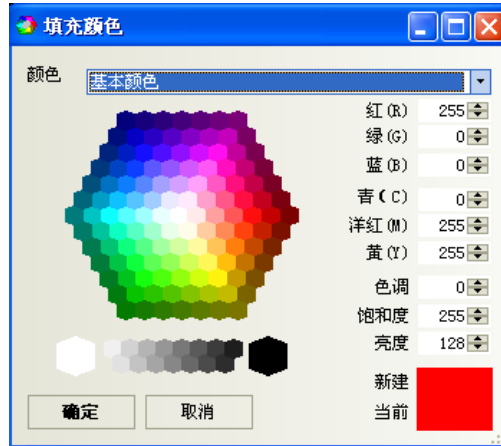 填充颜色
颜色
基本颜色
红(R) 255
绿(G) 0
蓝(B) 0
青(C) 0
洋红(M) 255
黄(Y) 255
色调 0
饱和度 255
亮度 128
新建
当前
确定 取消